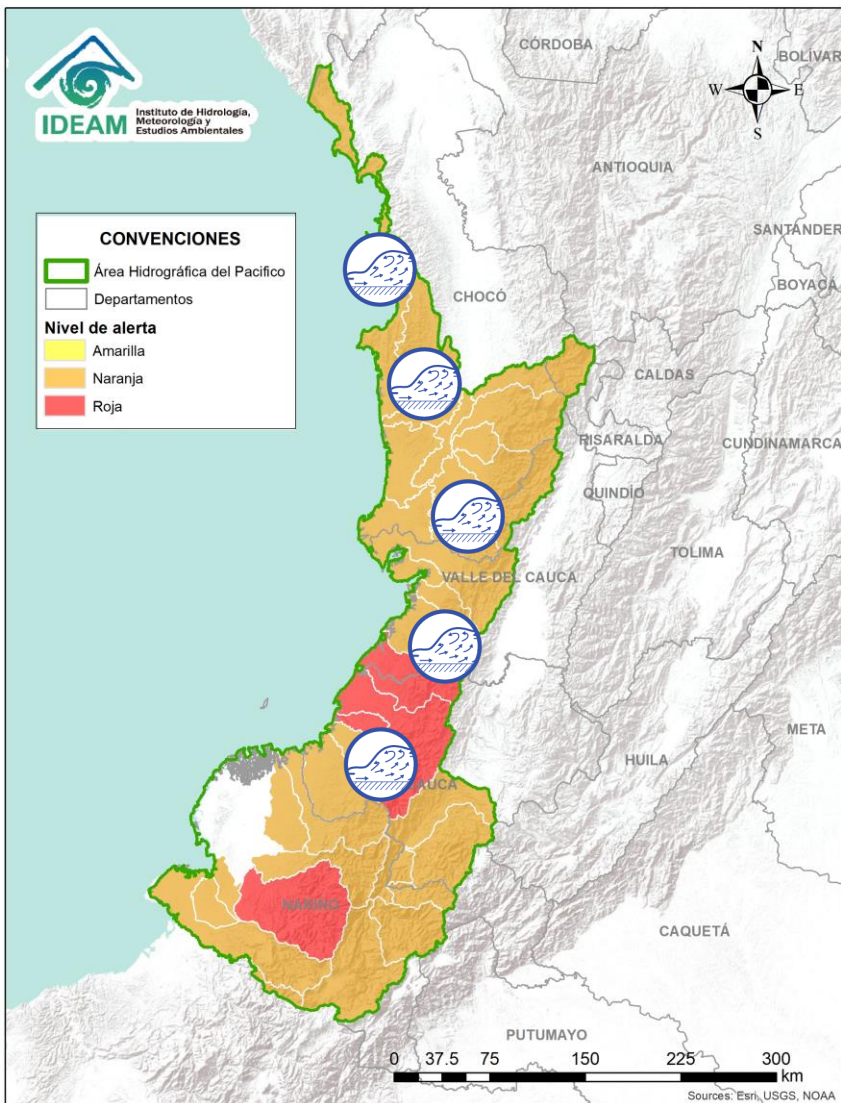 IDEAM
Instituto de Hidrología,
Meteorología y
Estudios Ambientales
CÓRDOBA
BOLÍVAR
N
W
E
S
ANTIOQUIA
SANTANDER
BOYACÁ
CONVENCIONES
Área Hidrográfica del Pacifico
Departamentos
Nivel de alerta
Amarilla
Naranja
Roja
CHOCÓ
CALDAS
RISARALDA
CUNDINAMARCA
QUINDÍO
TOLIMA
VALLE DEL CAUCA
META
HUILA
AUCA
NARIÑO
CAQUETÁ
PUTUMAYO
0 37.5 75 150 225 300
km
Sources: Esri, USGS, NOAA